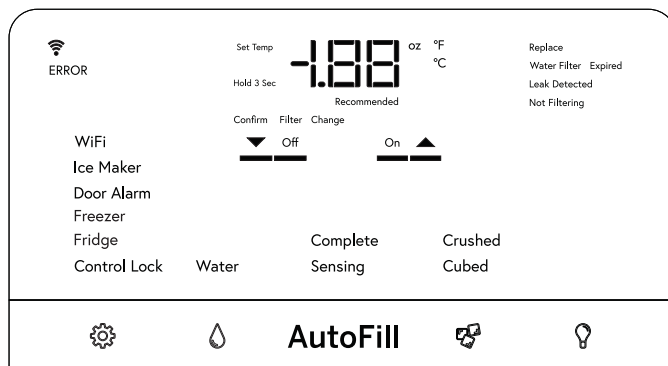 Set Temp -1.88 oz °F
°C
ERROR
Hold 3 Sec
Recommended
Replace
Water Filter Expired
Leak Detected
Not Filtering
Confirm Filter Change
Off On
WiFi
Ice Maker
Door Alarm
Freezer
Fridge
Control Lock
Water
Complete
Sensing
Crushed
Cubed
AutoFill